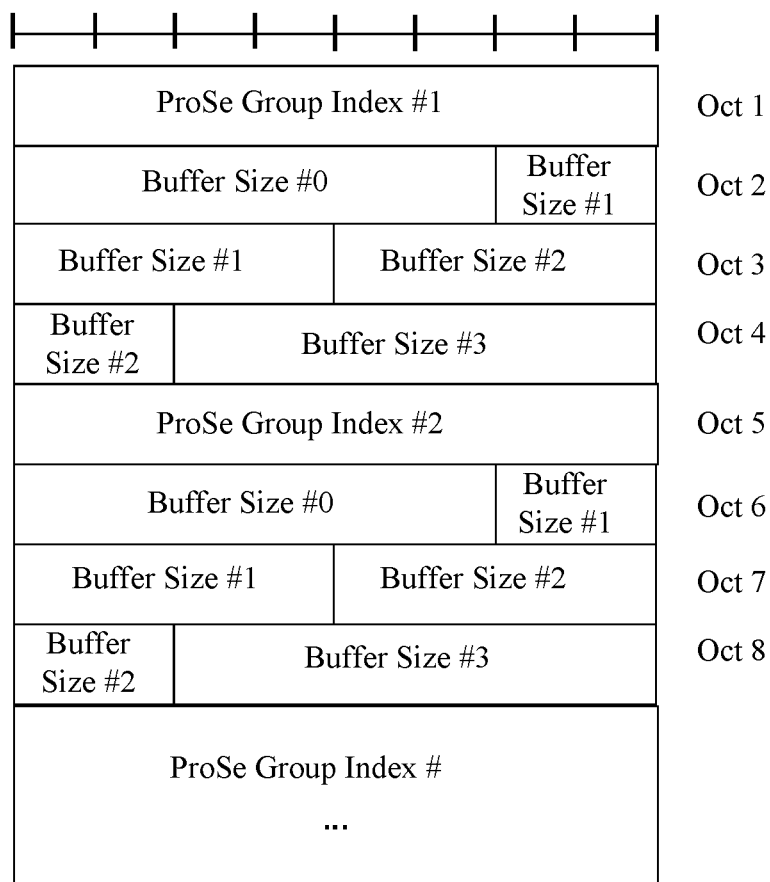 ProSe Group Index #1
Oct 1
Buffer Size #0
Buffer
Size #1
Oct 2
Buffer Size #1
Buffer Size #2
Oct 3
Buffer
Size #2
Buffer Size #3
Oct 4
ProSe Group Index #2
Oct 5
Buffer Size #0
Buffer
Size #1
Oct 6
Buffer Size #1
Buffer Size #2
Oct 7
Buffer
Size #2
Buffer Size #3
Oct 8
ProSe Group Index #
...